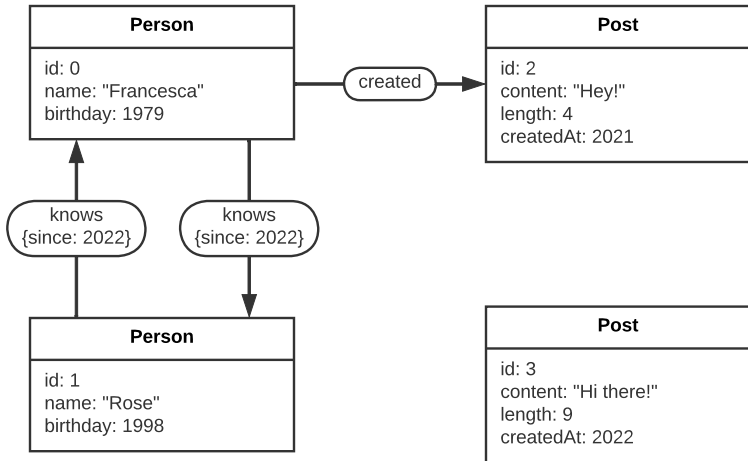 Person
id: 0
name: "Francesca"
birthday: 1979
created
Post
id: 2
content: "Hey!"
length: 4
createdAt: 2021
knows
{since: 2022}
knows
{since: 2022}
Person
id: 1
name: "Rose"
birthday: 1998
Post
id: 3
content: "Hi there!"
length: 9
createdAt: 2022